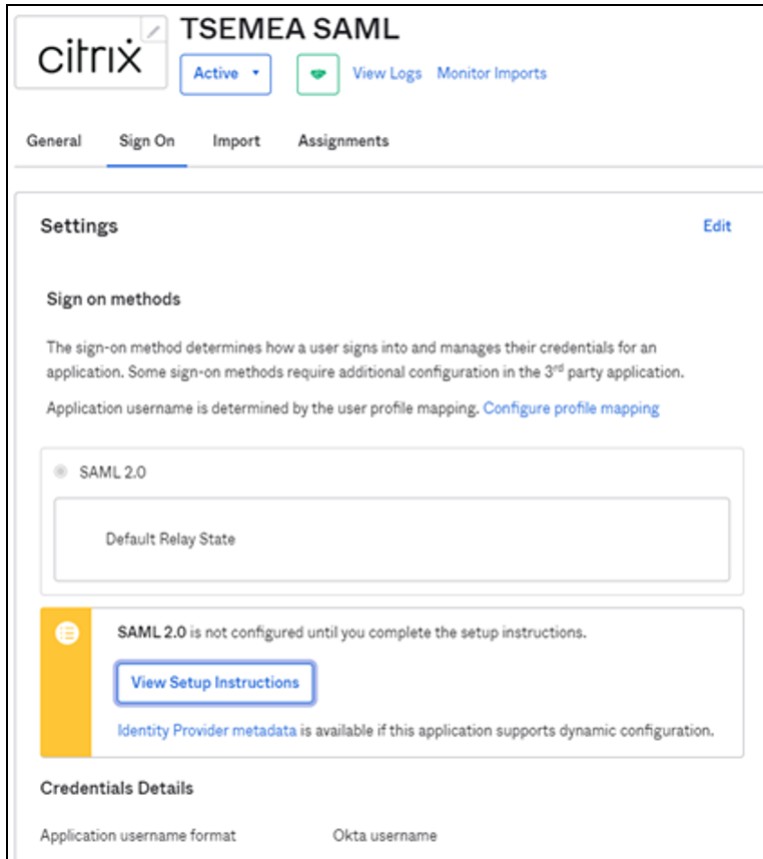 TSEMEA SAML
citrix
Active
View Logs Monitor Imports
General Sign On Import Assignments
Settings Edit
Sign on methods
The sign-on method determines how a user signs into and manages their credentials for an
application. Some sign-on methods require additional configuration in the 3rd party application.
Application username is determined by the user profile mapping. Configure profile mapping
SAML 2.0
Default Relay State
SAML 2.0 is not configured until you complete the setup instructions.
View Setup Instructions
Identity Provider metadata is available if this application supports dynamic configuration.
Credentials Details
Application username format Okta username